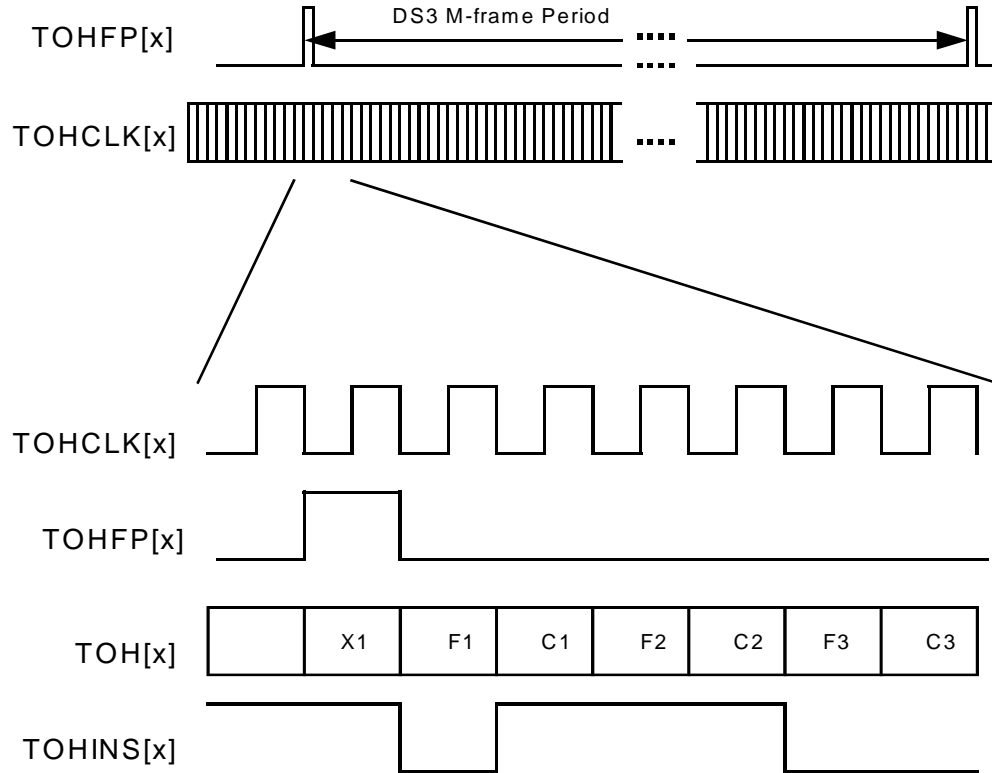 DS3 M-frame Period
TOHFP[x]
TOHCLK[x]
TOHCLK[x]
TOHFP[x]
TOH[x] X1 F1 C1 F2 C2 F3 C3
TOHINS[x]